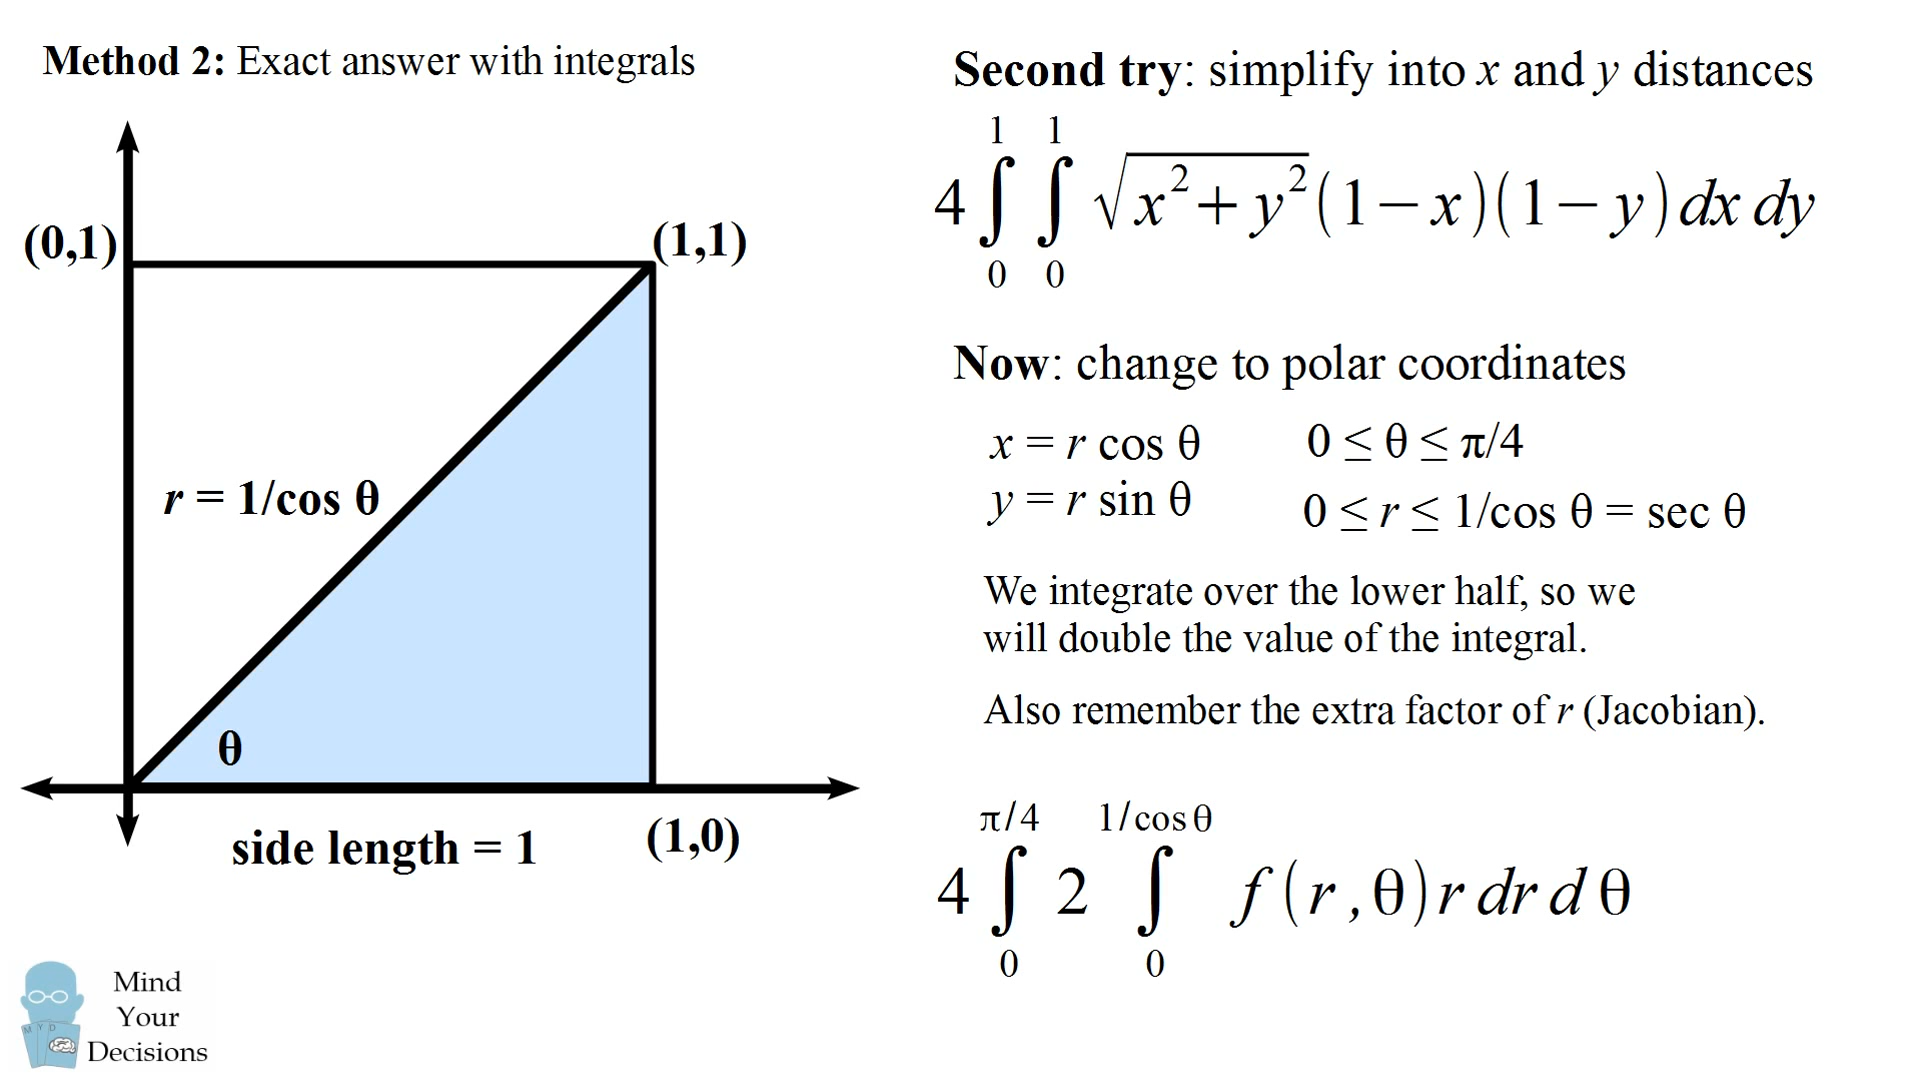 Method 2: Exact answer with integrals
(0,1)
(1,1)
r = 1/cos θ
θ
side length = 1
(1,0)
Second try: simplify into x and y distances
4∫₀¹ ∫₀¹ √(x²+y²)(1−x)(1−y)dx dy
Now: change to polar coordinates
x = r cos θ 0 ≤ θ ≤ π/4
y = r sin θ 0 ≤ r ≤ 1/cos θ = sec θ
We integrate over the lower half, so we
will double the value of the integral.
Also remember the extra factor of r (Jacobian).
π/4 1/cos θ
4 ∫ 2 ∫ f(r,θ)r dr d θ
0 0
M Y D
Mind
Your
Decisions